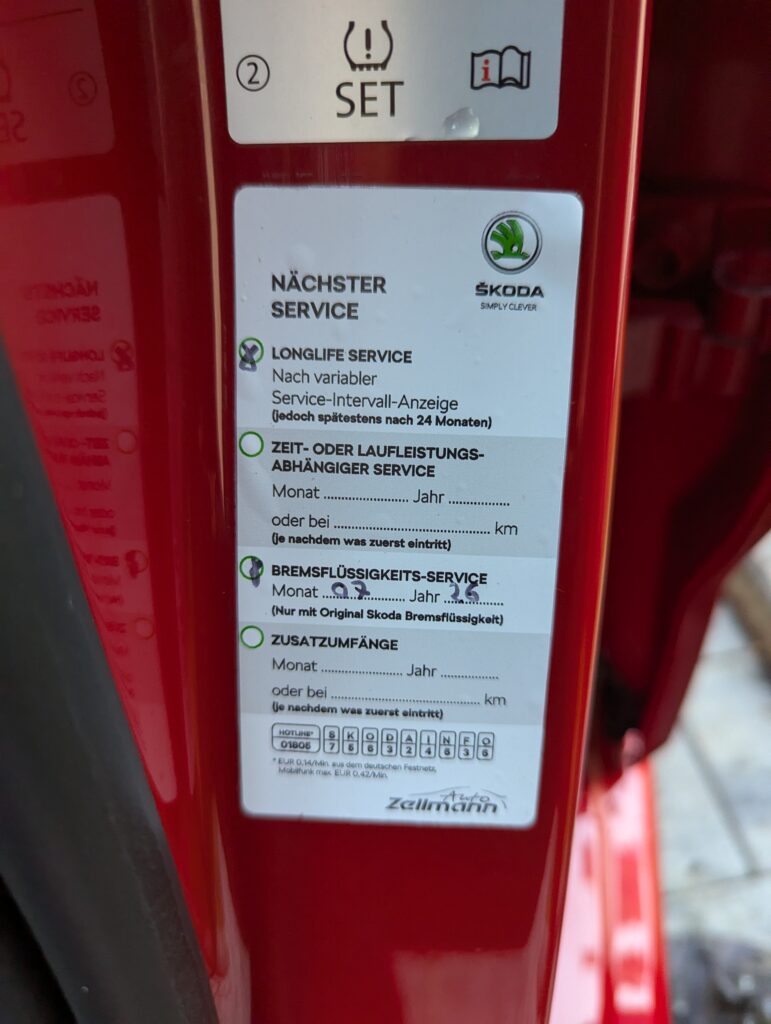 2
SET
i
NÄCHSTER
SERVICE
ŠKODA
SIMPLY CLEVER
X LONGLIFE SERVICE
Nach variabler
Service-Intervall-Anzeige
(jedoch spätestens nach 24 Monaten)
ZEIT- ODER LAUFLEISTUNGS-
ABHÄNGIGER SERVICE
Monat .................... Jahr ...............
oder bei ....................................... km
(je nachdem was zuerst eintritt)
BREMSFLÜSSIGKEITS-SERVICE
Monat 07 Jahr 26
(Nur mit Original Skoda Bremsflüssigkeit)
ZUSATZUMFÄNGE
Monat .................... Jahr ...............
oder bei ....................................... km
(je nachdem was zuerst eintritt)
HOTLINE* S K O D A I N F O
01805 7 5 6 3 2 4 6 3 6
* EUR 0,14/Min. aus dem deutschen Festnetz,
Mobilfunk max. EUR 0,42/Min.
Auto
Zellmann